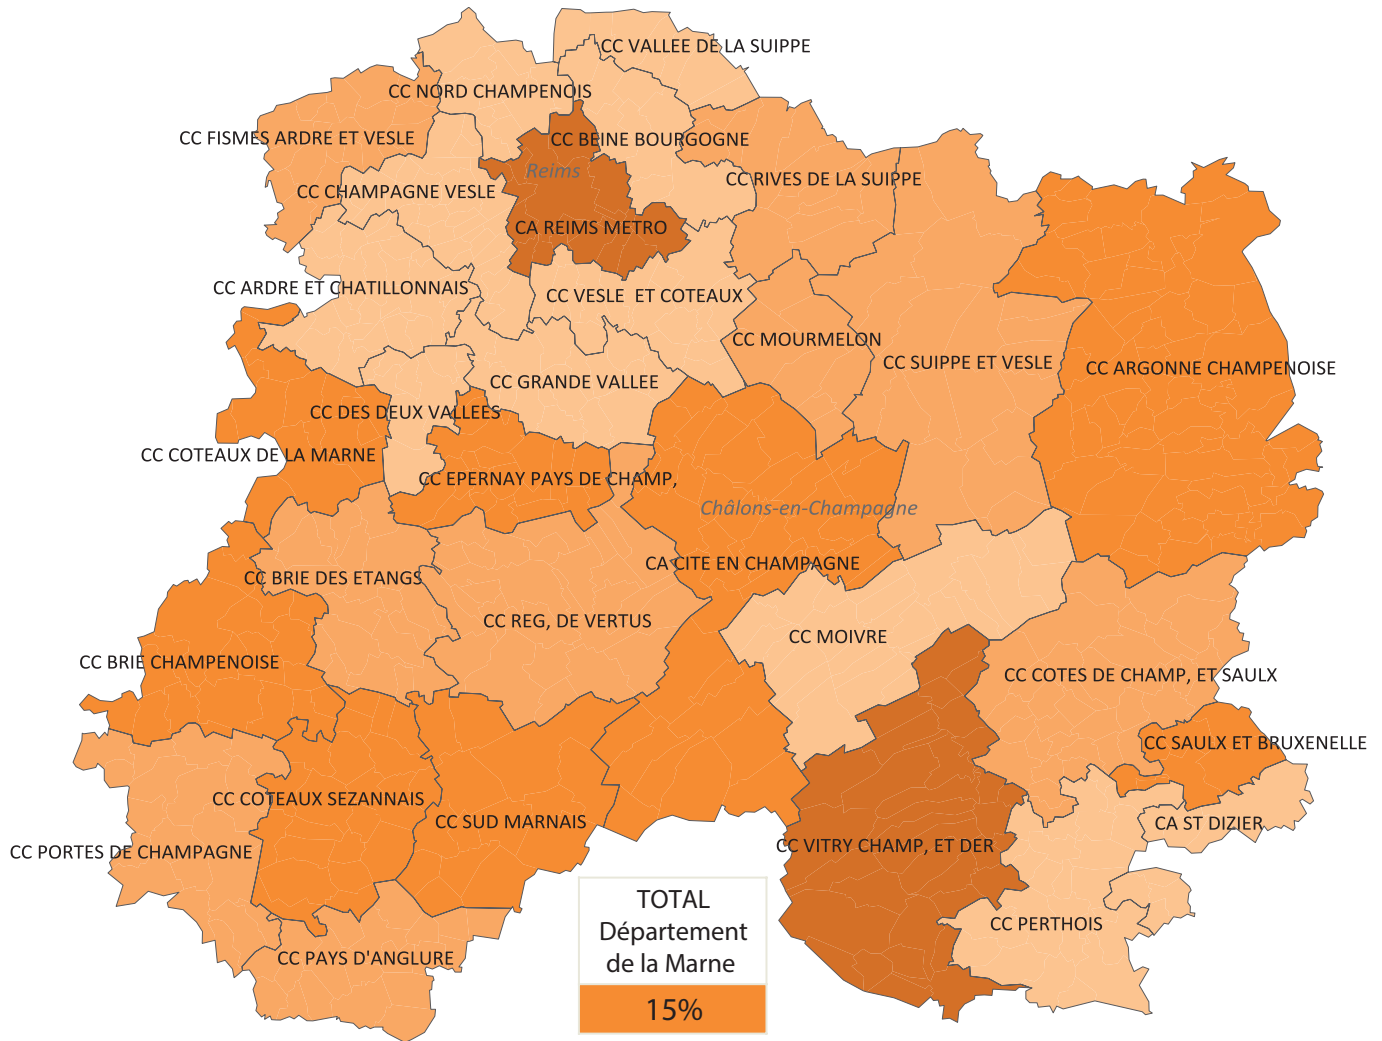 CC VALLEE DE LA SUIPPE
CC NORD CHAMPENOIS
CC FISMES ARDRE ET VESLE
CC BEINE BOURGOGNE
Reims
CC RIVES DE LA SUIPPE
CC CHAMPAGNE VESLE
CA REIMS METRO
CC ARDRE ET CHATILLONNAIS
CC VESLE ET COTEAUX
CC MOURMELON
CC SUIPPE ET VESLE
CC ARGONNE CHAMPENOISE
CC GRANDE VALLEE
CC DES DEUX VALLEES
CC COTEAUX DE LA MARNE
CC EPERNAY PAYS DE CHAMP,
Châlons-en-Champagne
CA CITE EN CHAMPAGNE
CC BRIE DES ETANGS
CC REG, DE VERTUS
CC MOIVRE
CC BRIE CHAMPENOISE
CC COTES DE CHAMP, ET SAULX
CC SAULX ET BRUXENELLE
CC COTEAUX SEZANNAIS
CC SUD MARNAIS
CA ST DIZIER
CC VITRY CHAMP, ET DER
CC PORTES DE CHAMPAGNE
CC PERTHOIS
CC PAYS D'ANGLURE
TOTAL
Département
de la Marne
15%